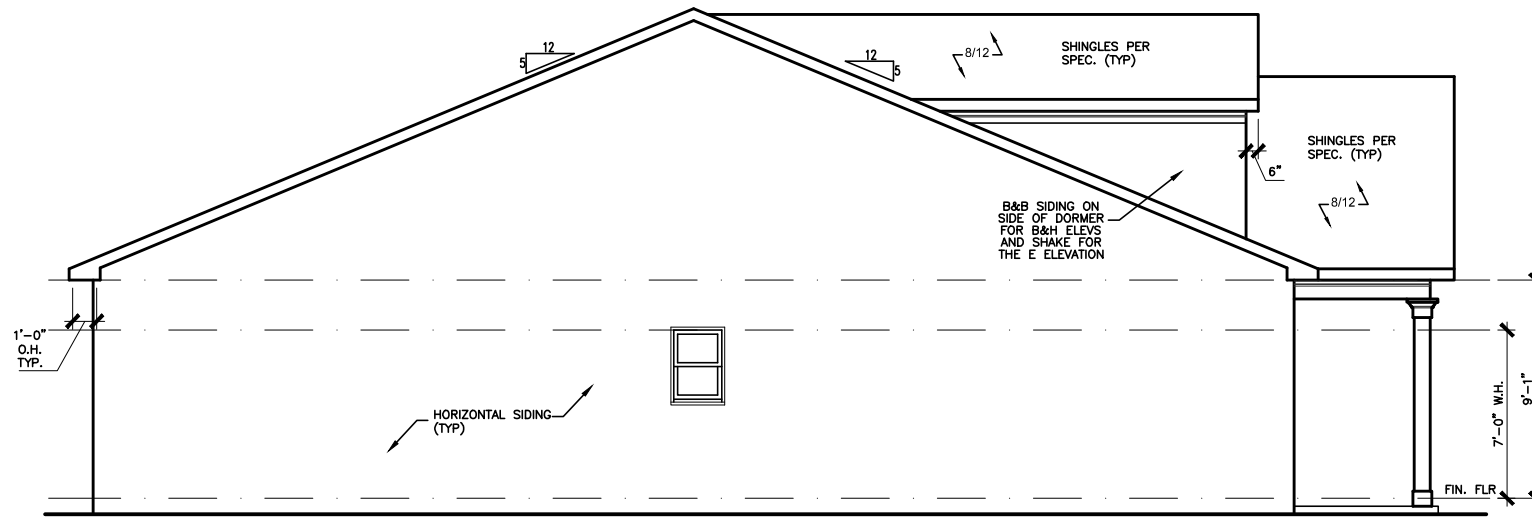 12
5
12
5
8/12
SHINGLES PER
SPEC. (TYP)
SHINGLES PER
SPEC. (TYP)
8/12
6"
B&B SIDING ON
SIDE OF DORMER
FOR B&H ELEVS
AND SHAKE FOR
THE E ELEVATION
1'-0"
O.H.
TYP.
HORIZONTAL SIDING
(TYP)
7'-0" W.H.
9'-1"
FIN. FLR